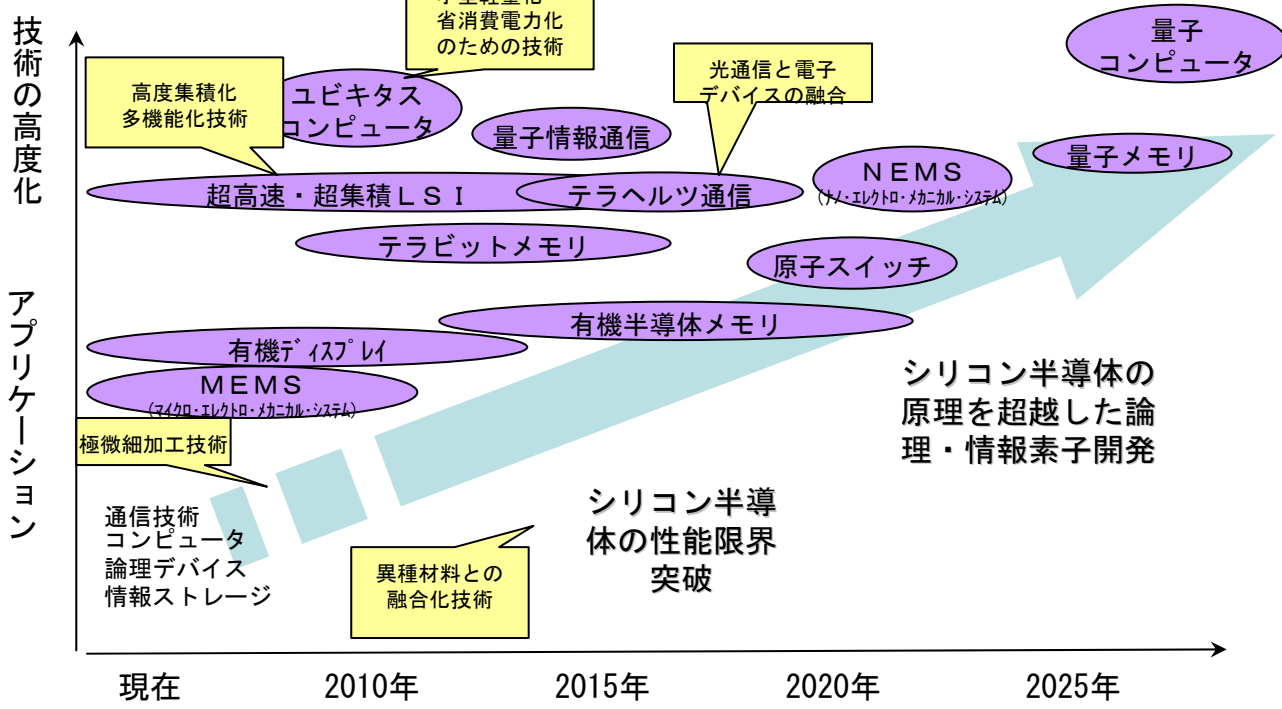 技術の高度化
アプリケーション
省消費電力化
のための技術
高度集積化
多機能化技術
ユビキタス
コンピュータ
量子情報通信
光通信と電子
デバイスの融合
量子
コンピュータ
超高速・超集積ＬＳＩ
テラヘルツ通信
ＮＥＭＳ
(ﾅﾉ・ｴﾚｸﾄﾛ・ﾒｶﾆｶﾙ・ｼｽﾃﾑ)
量子メモリ
テラビットメモリ
原子スイッチ
有機半導体メモリ
有機ﾃﾞｨｽﾌﾟﾚｲ
ＭＥＭＳ
(ﾏｲｸﾛ・ｴﾚｸﾄﾛ・ﾒｶﾆｶﾙ・ｼｽﾃﾑ)
極微細加工技術
シリコン半導体の
原理を超越した論
理・情報素子開発
シリコン半導
体の性能限界
突破
通信技術
コンピュータ
論理デバイス
情報ストレージ
異種材料との
融合化技術
現在
2010年
2015年
2020年
2025年